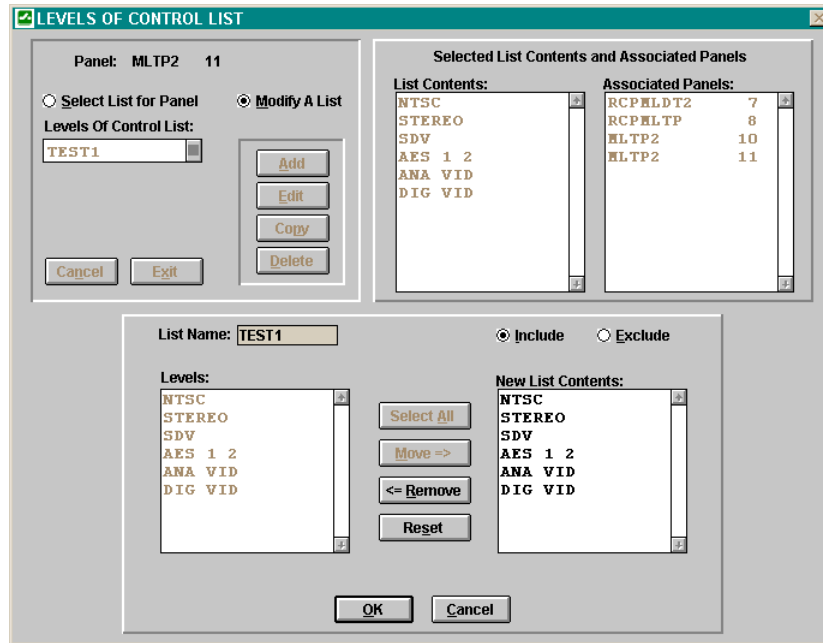 LEVELS OF CONTROL LIST
Panel: MLTP2 11
Select List for Panel
Modify A List
Levels Of Control List:
TEST1
Add
Edit
Copy
Delete
Cancel
Exit
Selected List Contents and Associated Panels
List Contents:
NTSC
STEREO
SDV
AES 1 2
ANA VID
DIG VID
Associated Panels:
RCPMLDT2 7
RCPMLTP 8
MLTP2 10
MLTP2 11
List Name: TEST1
Include
Exclude
Levels:
NTSC
STEREO
SDV
AES 1 2
ANA VID
DIG VID
Select All
Move =>
<= Remove
Reset
New List Contents:
NTSC
STEREO
SDV
AES 1 2
ANA VID
DIG VID
OK
Cancel